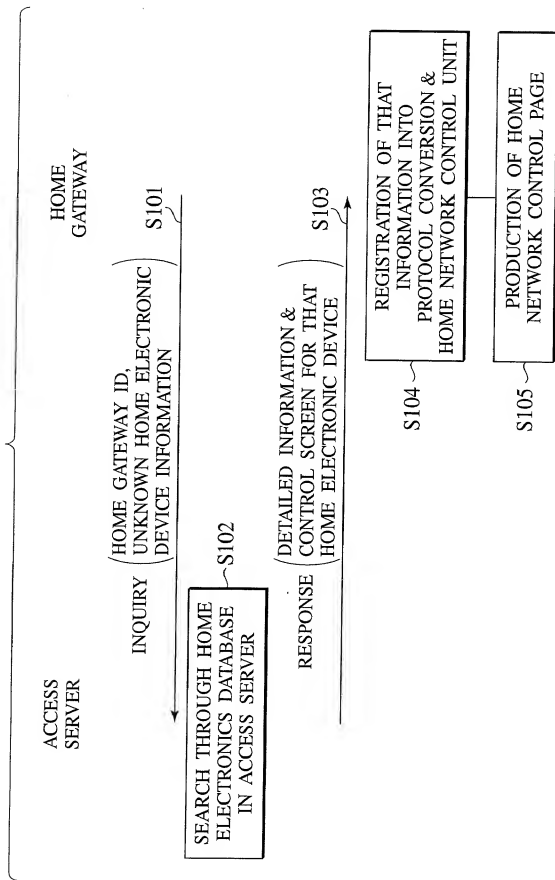 ACCESS
SERVER
HOME
GATEWAY
INQUIRY
HOME GATEWAY ID,
UNKNOWN HOME ELECTRONIC
DEVICE INFORMATION
S101
SEARCH THROUGH HOME
ELECTRONICS DATABASE
IN ACCESS SERVER
S102
RESPONSE
DETAILED INFORMATION &
CONTROL SCREEN FOR THAT
HOME ELECTRONIC DEVICE
S103
S104
REGISTRATION OF THAT
INFORMATION INTO
PROTOCOL CONVERSION &
HOME NETWORK CONTROL UNIT
S105
PRODUCTION OF HOME
NETWORK CONTROL PAGE